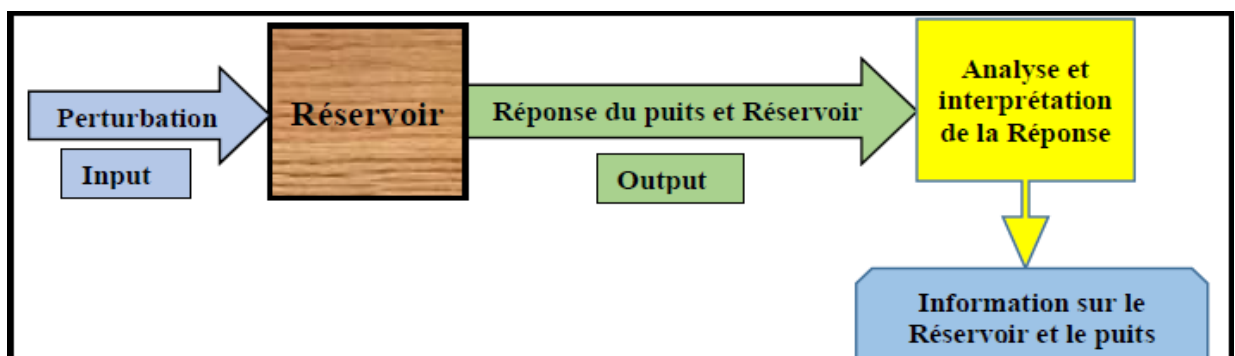 Perturbation
Input
Réservoir
Réponse du puits et Réservoir
Output
Analyse et
interprétation
de la Réponse
Information sur le
Réservoir et le puits